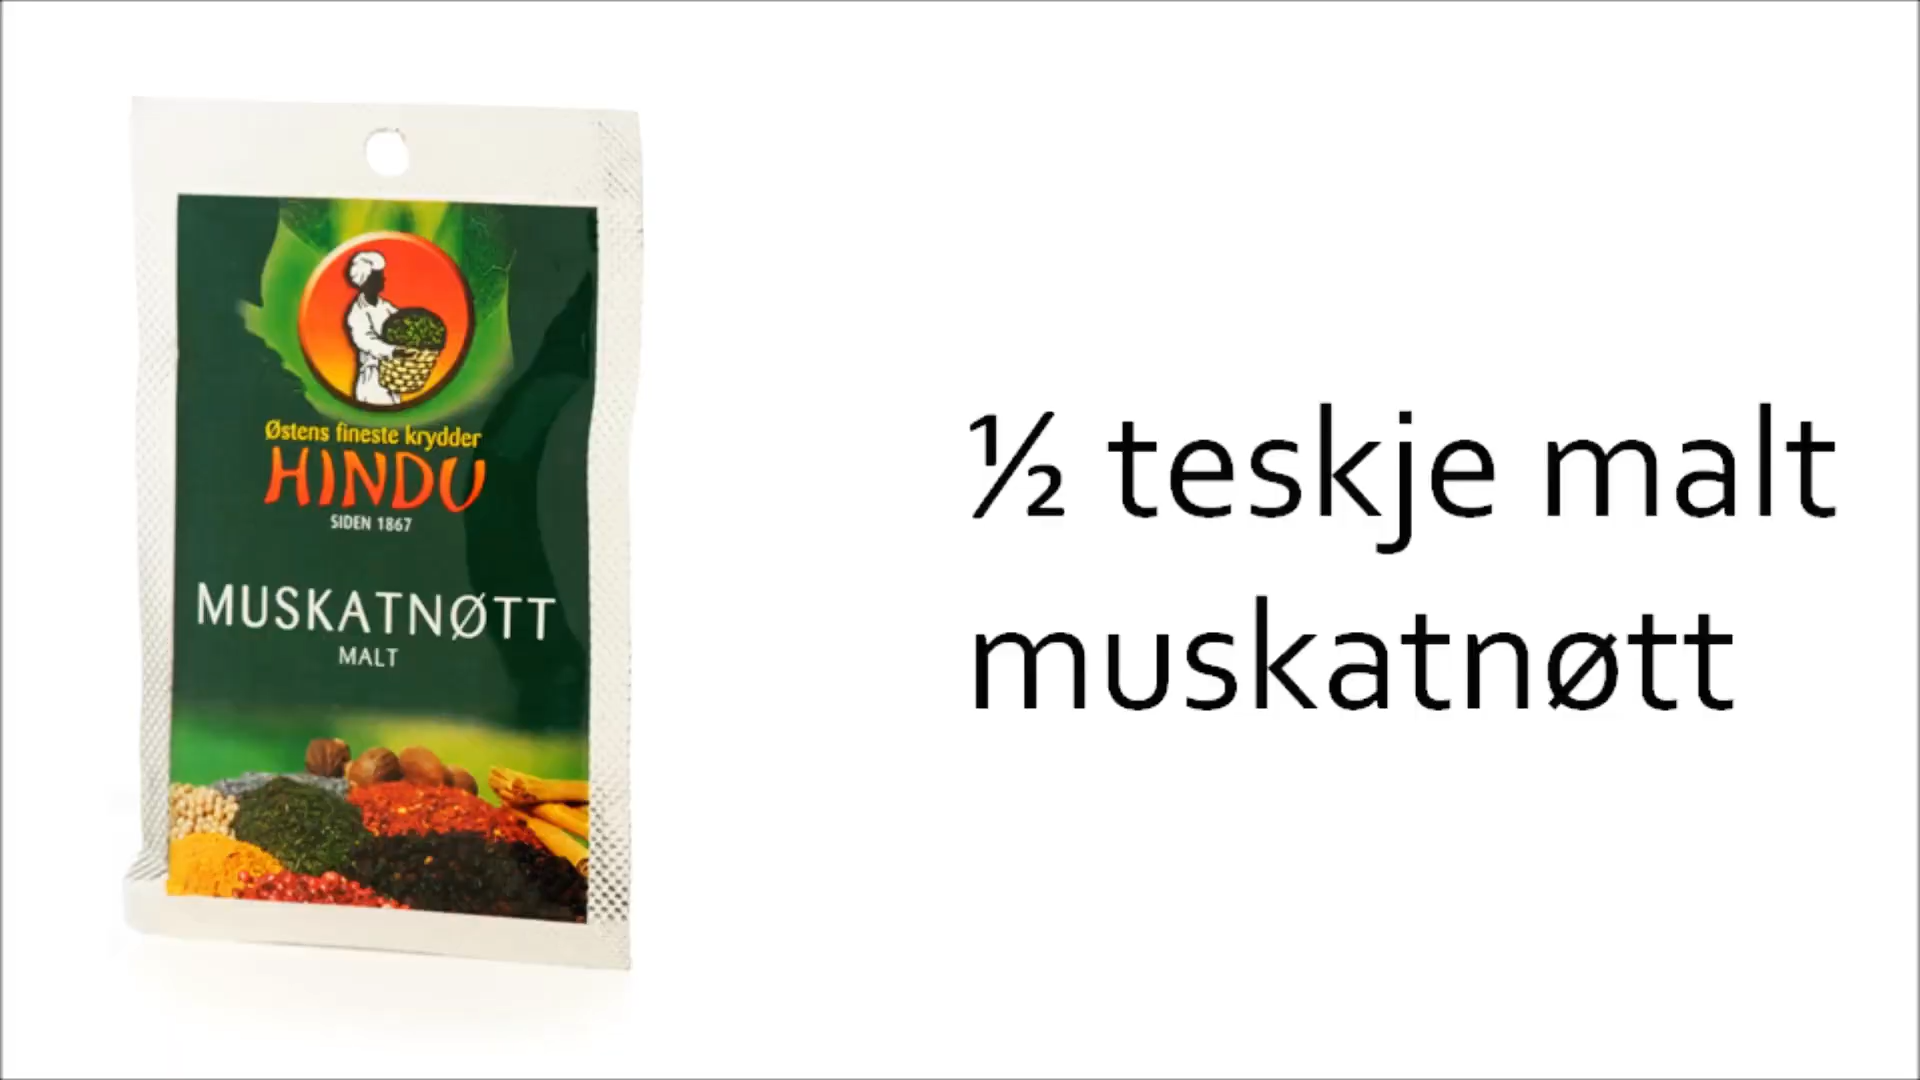 Østens fineste krydder
HINDU
SIDEN 1867
MUSKATNØTT
MALT
½ teskje malt
muskatnøtt